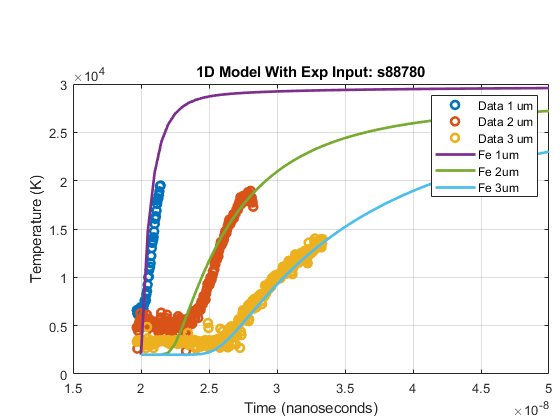 1D Model With Exp Input: s88780
×10⁴
3
2.5
2
1.5
1
0.5
0
Temperature (K)
Data 1 um
Data 2 um
Data 3 um
Fe 1um
Fe 2um
Fe 3um
1.5 2 2.5 3 3.5 4 4.5 5
Time (nanoseconds)
×10⁻⁸